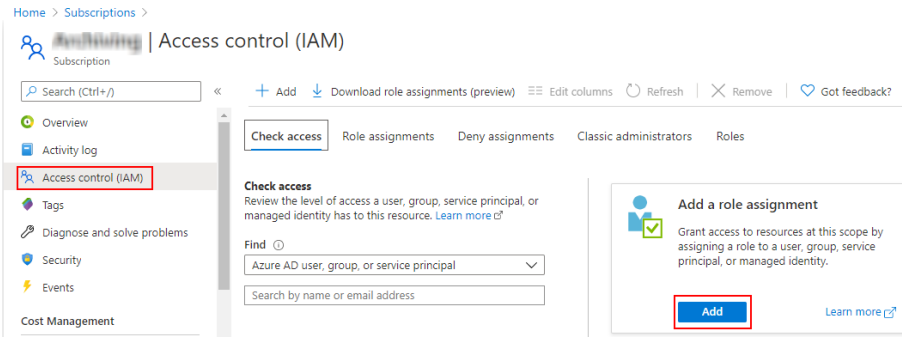 Home > Subscriptions >
| Access control (IAM)
Subscription
Search (Ctrl+/)
«
Add
Download role assignments (preview)
Edit columns
Refresh
Remove
Got feedback?
Overview
Activity log
Access control (IAM)
Tags
Diagnose and solve problems
Security
Events
Cost Management
Check access
Role assignments
Deny assignments
Classic administrators
Roles
Check access
Review the level of access a user, group, service principal, or
managed identity has to this resource. Learn more
Find
Azure AD user, group, or service principal
Search by name or email address
Add a role assignment
Grant access to resources at this scope by
assigning a role to a user, group, service
principal, or managed identity.
Add
Learn more